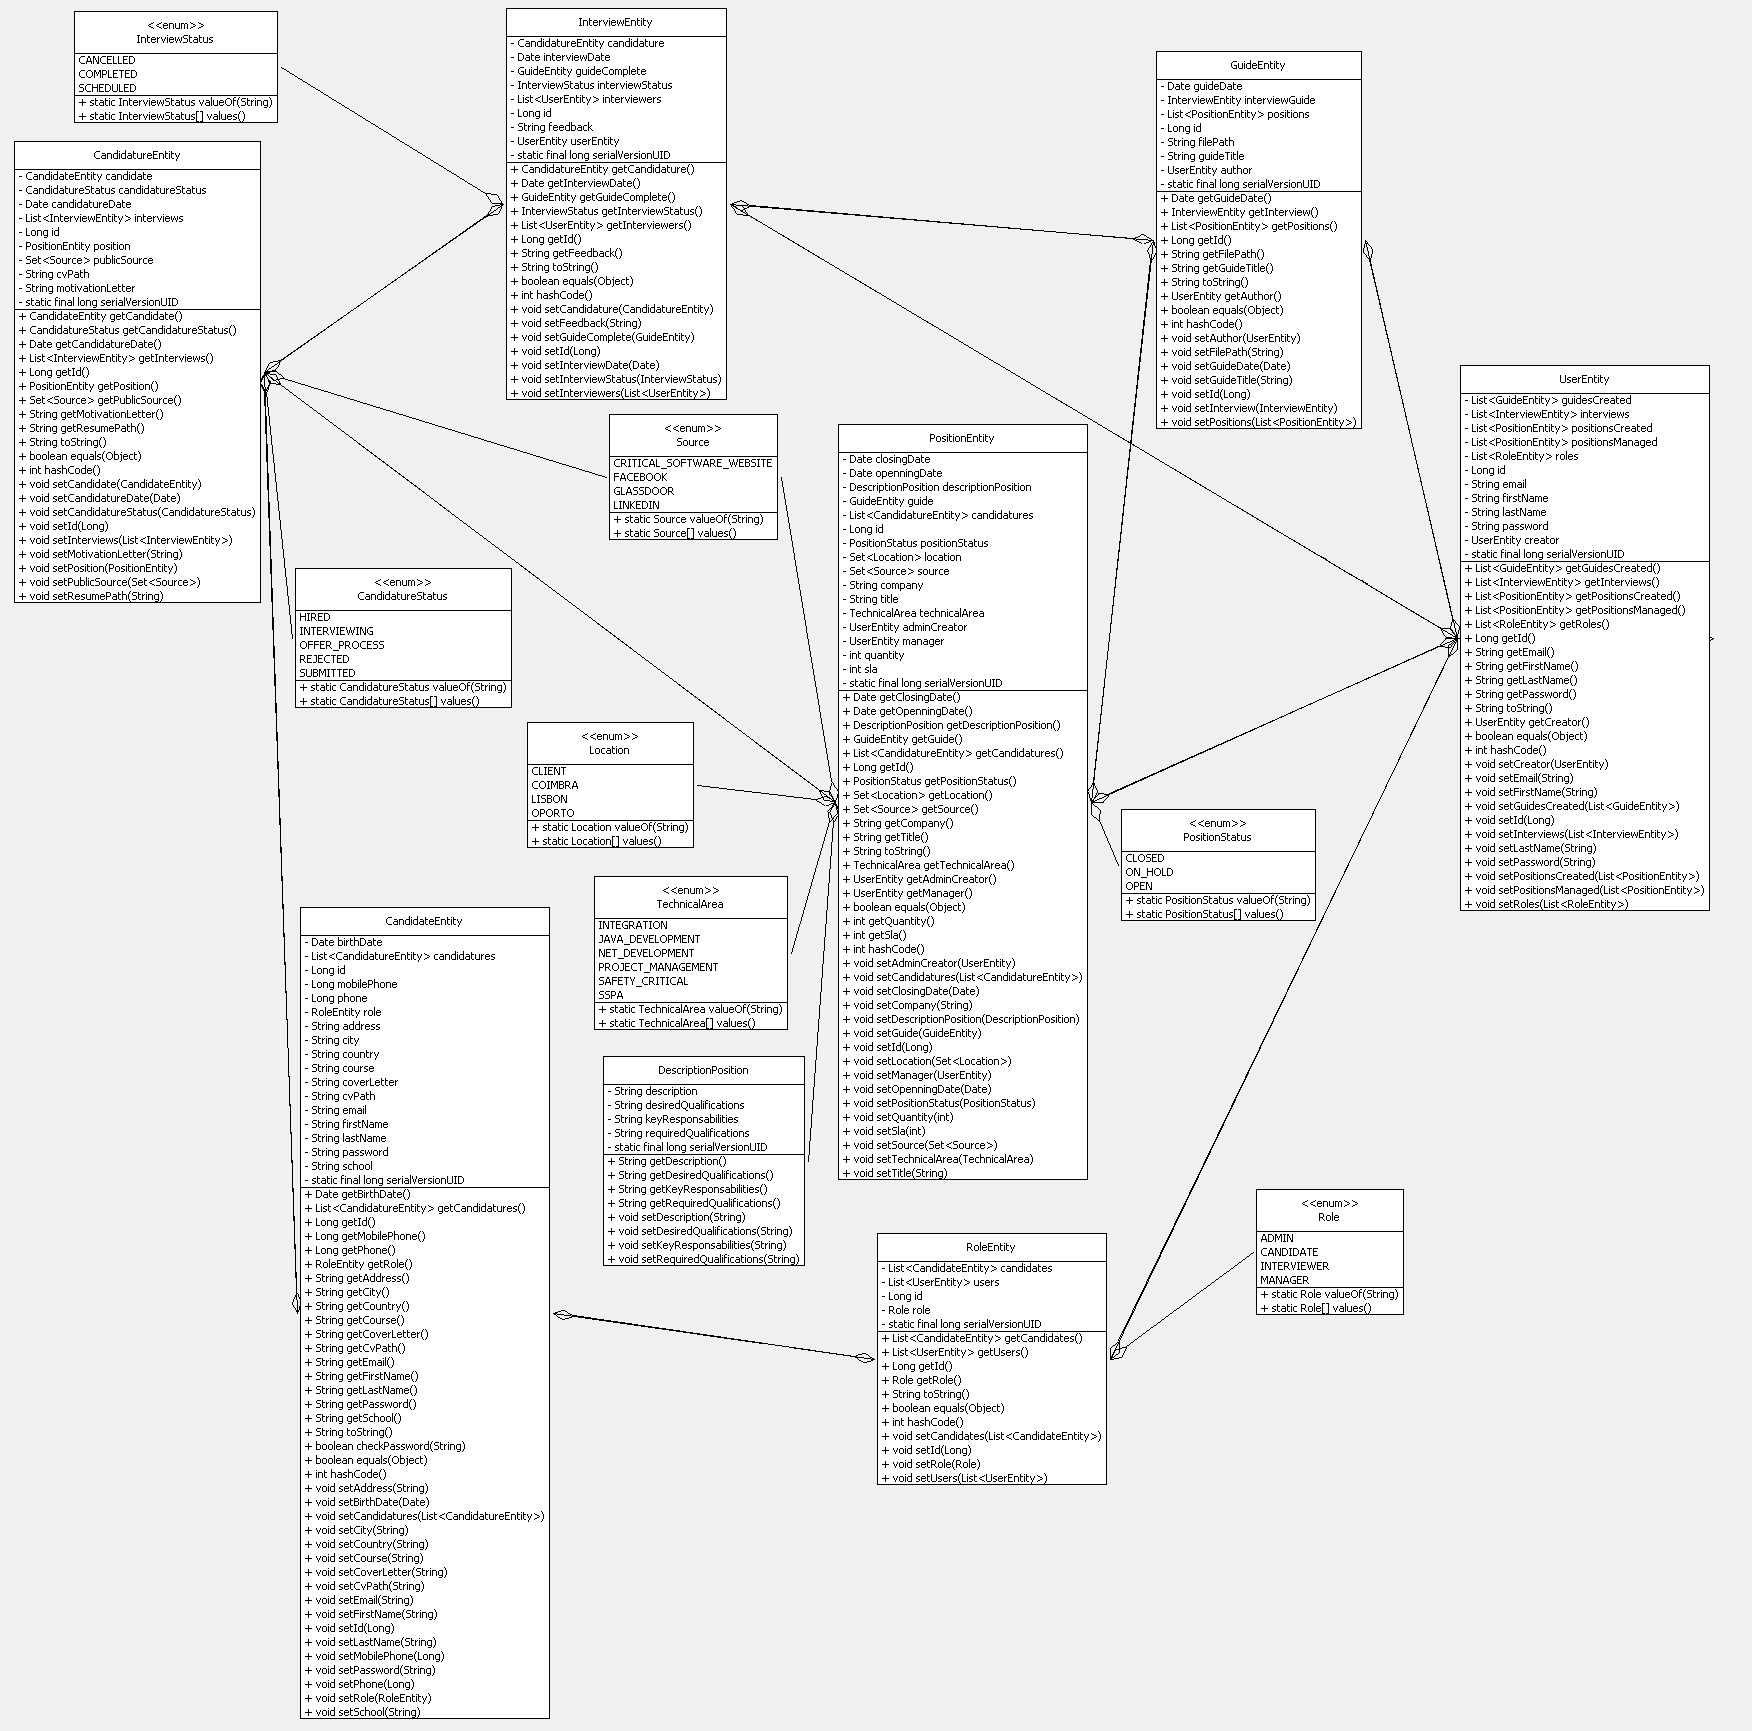 <<enum>>
InterviewStatus
CANCELLED
COMPLETED
SCHEDULED
+ static InterviewStatus valueOf(String)
+ static InterviewStatus[] values()
InterviewEntity
- CandidatureEntity candidature
- Date interviewDate
- GuideEntity guideComplete
- InterviewStatus interviewStatus
- List<UserEntity> interviewers
- Long id
- String feedback
- UserEntity userEntity
- static final long serialVersionUID
+ CandidatureEntity getCandidature()
+ Date getInterviewDate()
+ GuideEntity getGuideComplete()
+ InterviewStatus getInterviewStatus()
+ List<UserEntity> getInterviewers()
+ Long getId()
+ String getFeedback()
+ String toString()
+ boolean equals(Object)
+ int hashCode()
+ void setCandidature(CandidatureEntity)
+ void setFeedback(String)
+ void setGuideComplete(GuideEntity)
+ void setId(Long)
+ void setInterviewDate(Date)
+ void setInterviewStatus(InterviewStatus)
+ void setInterviewers(List<UserEntity>)
GuideEntity
- Date guideDate
- InterviewEntity interviewGuide
- List<PositionEntity> positions
- Long id
- String filePath
- String guideTitle
- UserEntity author
- static final long serialVersionUID
+ Date getGuideDate()
+ InterviewEntity getInterview()
+ List<PositionEntity> getPositions()
+ Long getId()
+ String getFilePath()
+ String getGuideTitle()
+ String toString()
+ UserEntity getAuthor()
+ boolean equals(Object)
+ int hashCode()
+ void setAuthor(UserEntity)
+ void setFilePath(String)
+ void setGuideDate(Date)
+ void setGuideTitle(String)
+ void setId(Long)
+ void setInterview(InterviewEntity)
+ void setPositions(List<PositionEntity>)
CandidatureEntity
- CandidateEntity candidate
- CandidatureStatus candidatureStatus
- Date candidatureDate
- List<InterviewEntity> interviews
- Long id
- PositionEntity position
- Set<Source> publicSource
- String cvPath
- String motivationLetter
- static final long serialVersionUID
+ CandidateEntity getCandidate()
+ CandidatureStatus getCandidatureStatus()
+ Date getCandidatureDate()
+ List<InterviewEntity> getInterviews()
+ Long getId()
+ PositionEntity getPosition()
+ Set<Source> getPublicSource()
+ String getMotivationLetter()
+ String getResumePath()
+ String toString()
+ boolean equals(Object)
+ int hashCode()
+ void setCandidate(CandidateEntity)
+ void setCandidatureDate(Date)
+ void setCandidatureStatus(CandidatureStatus)
+ void setId(Long)
+ void setInterviews(List<InterviewEntity>)
+ void setMotivationLetter(String)
+ void setPosition(PositionEntity)
+ void setPublicSource(Set<Source>)
+ void setResumePath(String)
<<enum>>
Source
CRITICAL_SOFTWARE_WEBSITE
FACEBOOK
GLASSDOOR
LINKEDIN
+ static Source valueOf(String)
+ static Source[] values()
PositionEntity
- Date closingDate
- Date openningDate
- DescriptionPosition descriptionPosition
- GuideEntity guide
- List<CandidatureEntity> candidatures
- Long id
- PositionStatus positionStatus
- Set<Location> location
- Set<Source> source
- String company
- String title
- TechnicalArea technicalArea
- UserEntity adminCreator
- UserEntity manager
- int quantity
- int sla
- static final long serialVersionUID
+ Date getClosingDate()
+ Date getOpenningDate()
+ DescriptionPosition getDescriptionPosition()
+ GuideEntity getGuide()
+ List<CandidatureEntity> getCandidatures()
+ Long getId()
+ PositionStatus getPositionStatus()
+ Set<Location> getLocation()
+ Set<Source> getSource()
+ String getCompany()
+ String getTitle()
+ String toString()
+ TechnicalArea getTechnicalArea()
+ UserEntity getAdminCreator()
+ UserEntity getManager()
+ boolean equals(Object)
+ int getQuantity()
+ int getSla()
+ int hashCode()
+ void setAdminCreator(UserEntity)
+ void setCandidatures(List<CandidatureEntity>)
+ void setClosingDate(Date)
+ void setCompany(String)
+ void setDescriptionPosition(DescriptionPosition)
+ void setGuide(GuideEntity)
+ void setId(Long)
+ void setLocation(Set<Location>)
+ void setManager(UserEntity)
+ void setOpenningDate(Date)
+ void setPositionStatus(PositionStatus)
+ void setQuantity(int)
+ void setSla(int)
+ void setSource(Set<Source>)
+ void setTechnicalArea(TechnicalArea)
+ void setTitle(String)
UserEntity
- List<GuideEntity> guidesCreated
- List<InterviewEntity> interviews
- List<PositionEntity> positionsCreated
- List<PositionEntity> positionsManaged
- List<RoleEntity> roles
- Long id
- String email
- String firstName
- String lastName
- String password
- UserEntity creator
- static final long serialVersionUID
+ List<GuideEntity> getGuidesCreated()
+ List<InterviewEntity> getInterviews()
+ List<PositionEntity> getPositionsCreated()
+ List<PositionEntity> getPositionsManaged()
+ List<RoleEntity> getRoles()
+ Long getId()
+ String getEmail()
+ String getFirstName()
+ String getLastName()
+ String getPassword()
+ String toString()
+ UserEntity getCreator()
+ boolean equals(Object)
+ int hashCode()
+ void setCreator(UserEntity)
+ void setEmail(String)
+ void setFirstName(String)
+ void setGuidesCreated(List<GuideEntity>)
+ void setId(Long)
+ void setInterviews(List<InterviewEntity>)
+ void setLastName(String)
+ void setPassword(String)
+ void setPositionsCreated(List<PositionEntity>)
+ void setPositionsManaged(List<PositionEntity>)
+ void setRoles(List<RoleEntity>)
<<enum>>
CandidatureStatus
HIRED
INTERVIEWING
OFFER_PROCESS
REJECTED
SUBMITTED
+ static CandidatureStatus valueOf(String)
+ static CandidatureStatus[] values()
<<enum>>
Location
CLIENT
COIMBRA
LISBON
OPORTO
+ static Location valueOf(String)
+ static Location[] values()
<<enum>>
PositionStatus
CLOSED
ON_HOLD
OPEN
+ static PositionStatus valueOf(String)
+ static PositionStatus[] values()
<<enum>>
TechnicalArea
INTEGRATION
JAVA_DEVELOPMENT
NET_DEVELOPMENT
PROJECT_MANAGEMENT
SAFETY_CRITICAL
SSPA
+ static TechnicalArea valueOf(String)
+ static TechnicalArea[] values()
CandidateEntity
- Date birthDate
- List<CandidatureEntity> candidatures
- Long id
- Long mobilePhone
- Long phone
- RoleEntity role
- String address
- String city
- String country
- String course
- String coverLetter
- String cvPath
- String email
- String firstName
- String lastName
- String password
- String school
- static final long serialVersionUID
+ Date getBirthDate()
+ List<CandidatureEntity> getCandidatures()
+ Long getId()
+ Long getMobilePhone()
+ Long getPhone()
+ RoleEntity getRole()
+ String getAddress()
+ String getCity()
+ String getCountry()
+ String getCourse()
+ String getCoverLetter()
+ String getCvPath()
+ String getEmail()
+ String getFirstName()
+ String getLastName()
+ String getPassword()
+ String getSchool()
+ String toString()
+ boolean checkPassword(String)
+ boolean equals(Object)
+ int hashCode()
+ void setAddress(String)
+ void setBirthDate(Date)
+ void setCandidatures(List<CandidatureEntity>)
+ void setCity(String)
+ void setCountry(String)
+ void setCourse(String)
+ void setCoverLetter(String)
+ void setCvPath(String)
+ void setEmail(String)
+ void setFirstName(String)
+ void setId(Long)
+ void setLastName(String)
+ void setMobilePhone(Long)
+ void setPassword(String)
+ void setPhone(Long)
+ void setRole(RoleEntity)
+ void setSchool(String)
DescriptionPosition
- String description
- String desiredQualifications
- String keyResponsabilities
- String requiredQualifications
- static final long serialVersionUID
+ String getDescription()
+ String getDesiredQualifications()
+ String getKeyResponsabilities()
+ String getRequiredQualifications()
+ void setDescription(String)
+ void setDesiredQualifications(String)
+ void setKeyResponsabilities(String)
+ void setRequiredQualifications(String)
RoleEntity
- List<CandidateEntity> candidates
- List<UserEntity> users
- Long id
- Role role
- static final long serialVersionUID
+ List<CandidateEntity> getCandidates()
+ List<UserEntity> getUsers()
+ Long getId()
+ Role getRole()
+ String toString()
+ boolean equals(Object)
+ int hashCode()
+ void setCandidates(List<CandidateEntity>)
+ void setId(Long)
+ void setRole(Role)
+ void setUsers(List<UserEntity>)
<<enum>>
Role
ADMIN
CANDIDATE
INTERVIEWER
MANAGER
+ static Role valueOf(String)
+ static Role[] values()